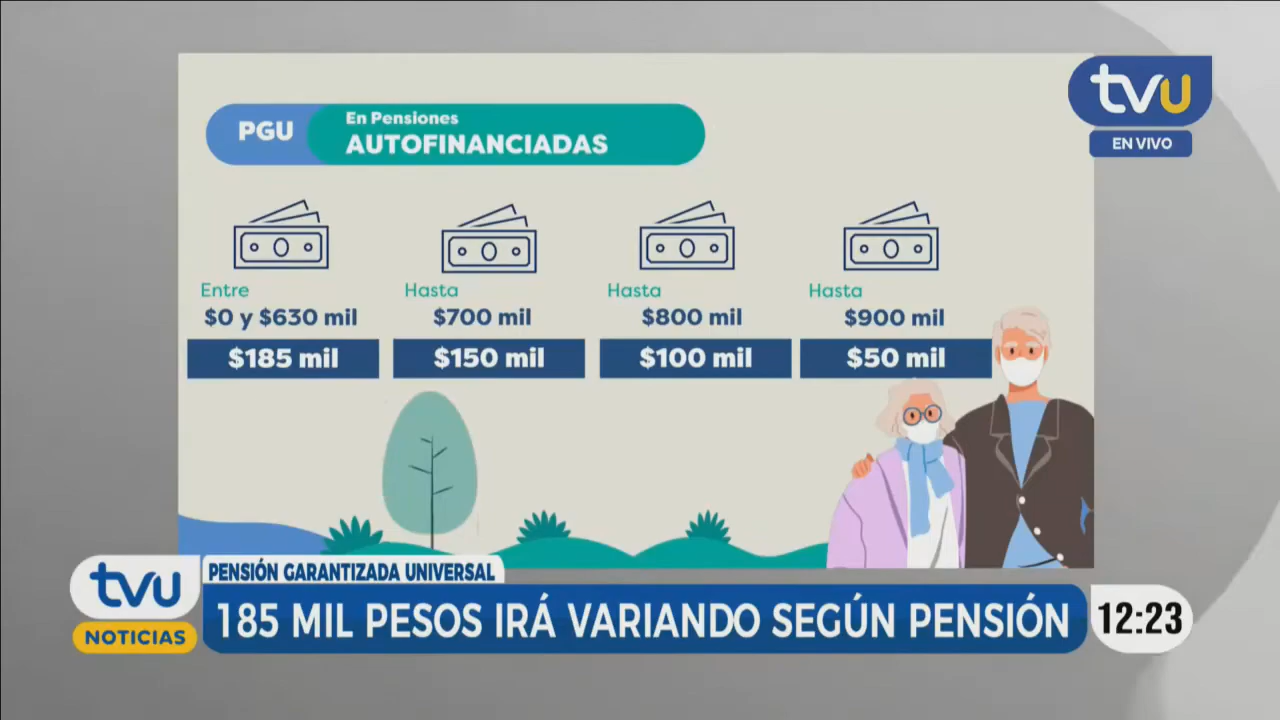 PGU
En Pensiones
AUTOFINANCIADAS
tvu
EN VIVO
Entre
$0 y $630 mil
$185 mil
Hasta
$700 mil
$150 mil
Hasta
$800 mil
$100 mil
Hasta
$900 mil
$50 mil
tvu
NOTICIAS
PENSIÓN GARANTIZADA UNIVERSAL
185 MIL PESOS IRÁ VARIANDO SEGÚN PENSIÓN
12:23